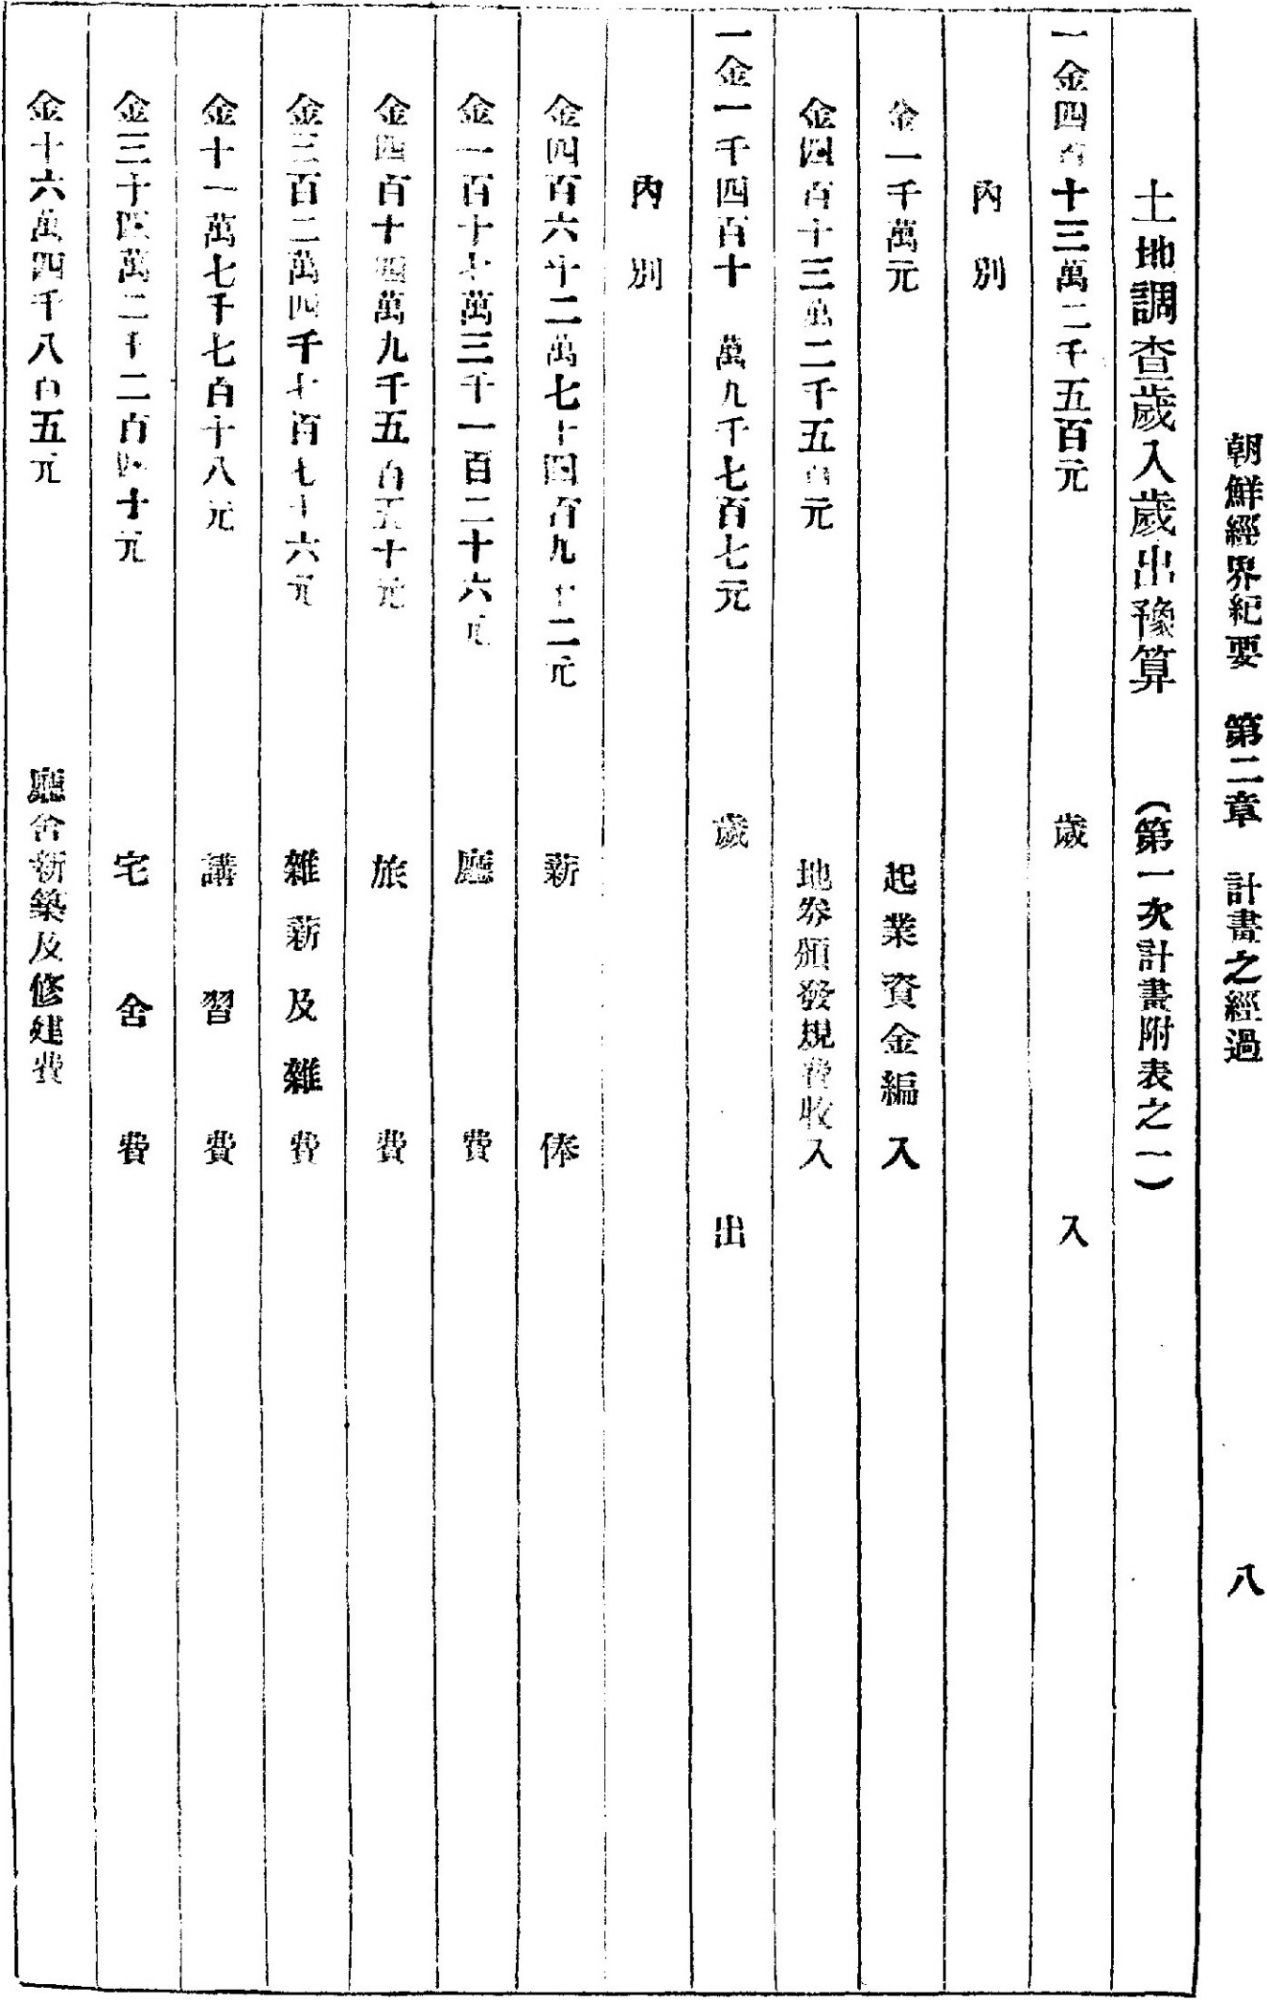 朝鮮經界紀要　第二章　計畫之經過　八
土地調查歲入歲出豫算　(第一次計畫附表之一)
一金四百十三萬二千五百元　歲入
內別
金一千萬元　起業資金編入
金四百十三萬二千五百元　地券頒發規費收入
一金一千四百十　萬九千七百七元　歲出
內別
金四百六十二萬七千四百九十二元　薪俸
金一百十七萬三千一百二十六元　廳費
金四百十四萬九千五百五十元　旅費
金三百二萬四千七百七十六元　雜薪及雜費
金十一萬七千七百十八元　講習費
金三十四萬二千二百四十元　宅舍費
金十六萬四千八百五元　廳舍新築及修建費